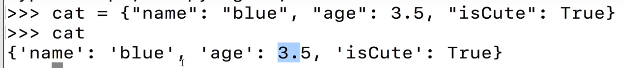 >>> cat = {"name": "blue", "age": 3.5, "isCute": True}
>>> cat
{'name': 'blue', 'age': 3.5, 'isCute': True}